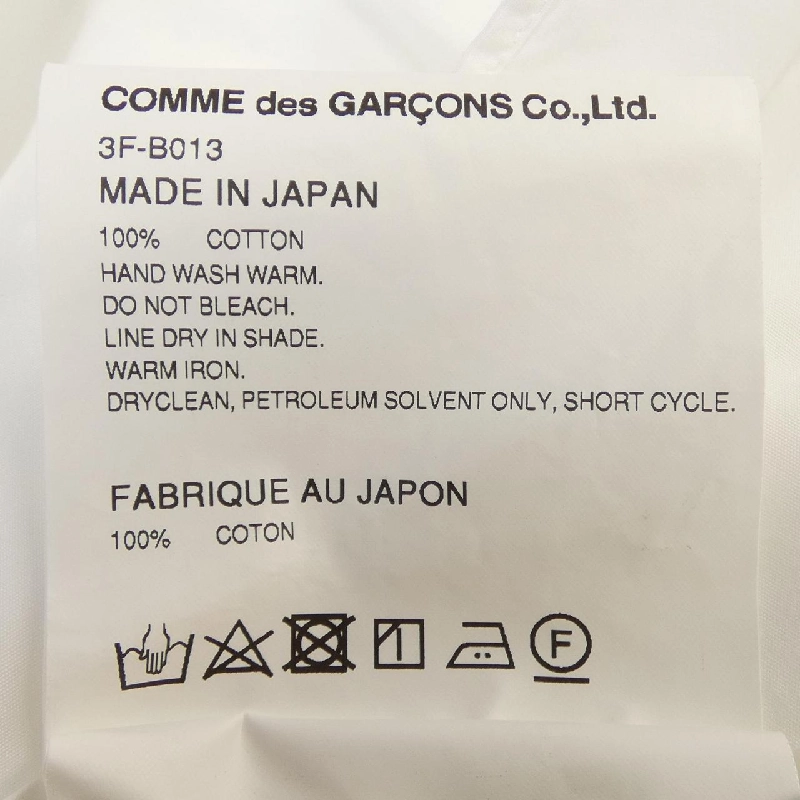 COMME des GARÇONS Co.,Ltd.
3F-B013
MADE IN JAPAN
100% COTTON
HAND WASH WARM.
DO NOT BLEACH.
LINE DRY IN SHADE.
WARM IRON.
DRYCLEAN, PETROLEUM SOLVENT ONLY, SHORT CYCLE.
FABRIQUE AU JAPON
100% COTON
F